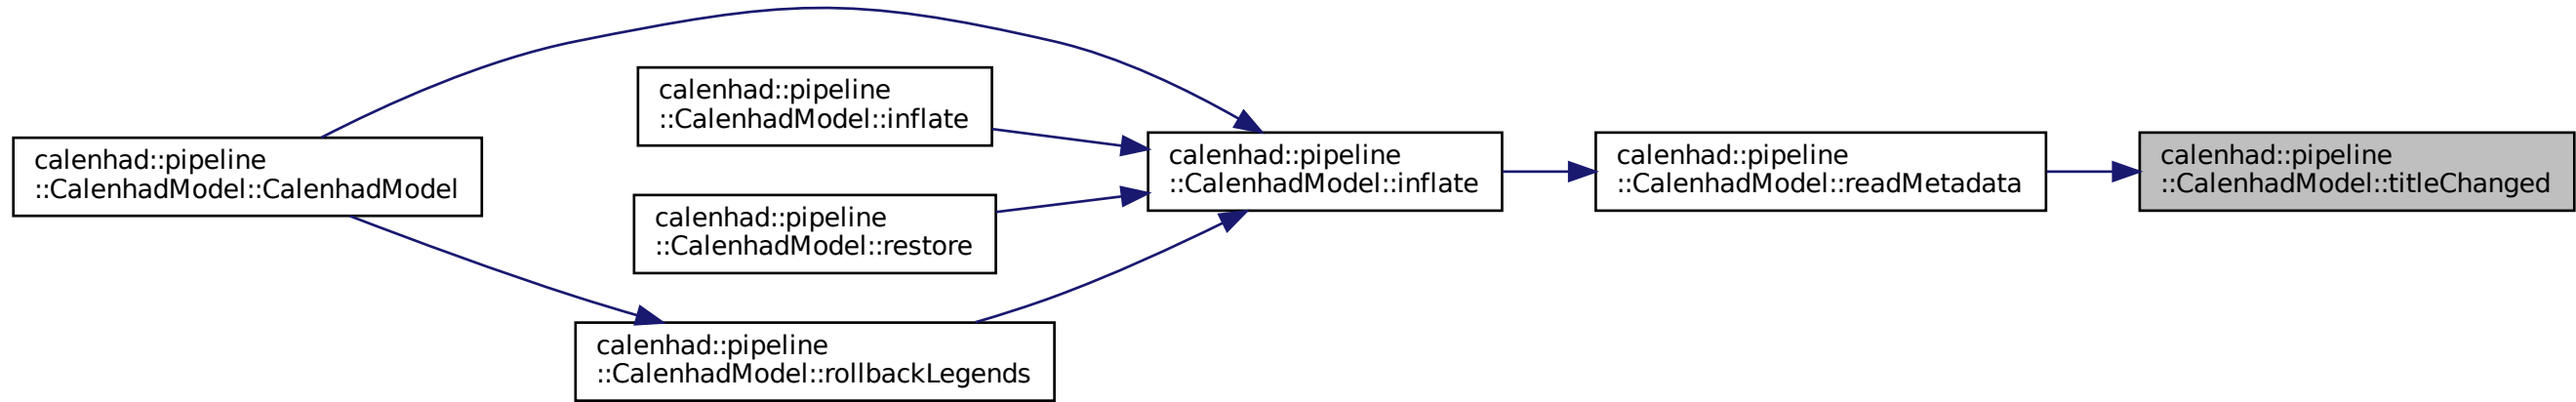 calenhad::pipeline
::CalenhadModel::CalenhadModel
calenhad::pipeline
::CalenhadModel::inflate
calenhad::pipeline
::CalenhadModel::restore
calenhad::pipeline
::CalenhadModel::rollbackLegends
calenhad::pipeline
::CalenhadModel::inflate
calenhad::pipeline
::CalenhadModel::readMetadata
calenhad::pipeline
::CalenhadModel::titleChanged